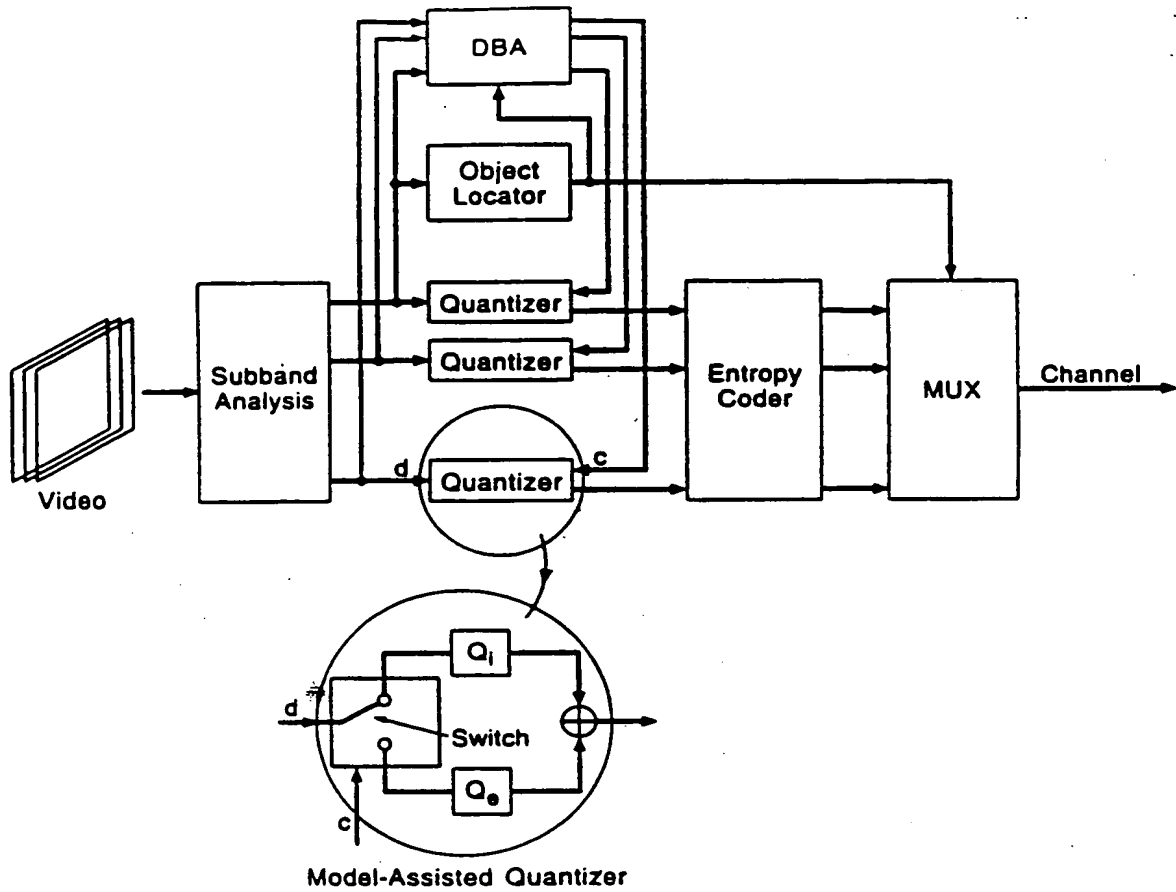 DBA
Object
Locator
Quantizer
Quantizer
Subband
Analysis
Entropy
Coder
MUX
Channel
d
c
Quantizer
Video
Qi
d
Switch
Qe
c
Model-Assisted Quantizer